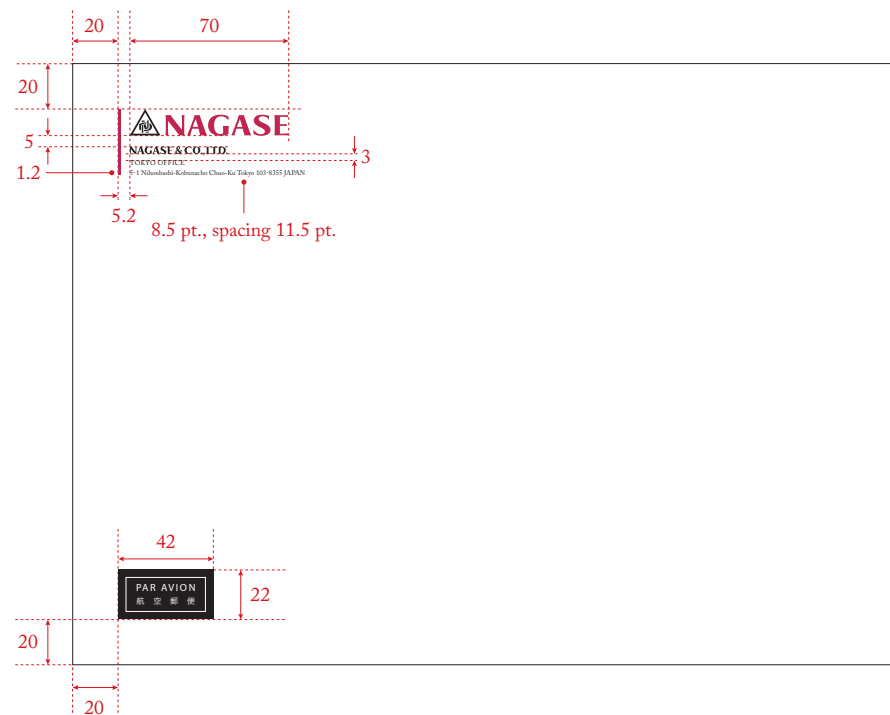 20
70
20
NAGASE
5
NAGASE & CO., LTD.
3
TOKYO OFFICE
1.2
5-1 Nihonbashi-Kobunacho Chuo-Ku Tokyo 103-8355 JAPAN
5.2
8.5 pt., spacing 11.5 pt.
42
PAR AVION
航空郵便
22
20
20